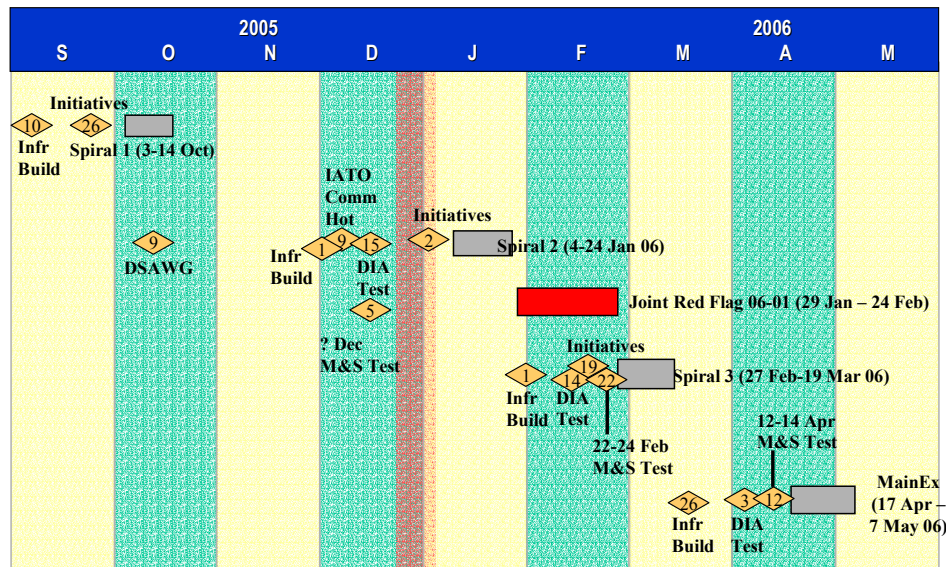 2005
2006
S O N D J F M A M
Initiatives
10
26
Infr
Build
Spiral 1 (3-14 Oct)
IATO
Comm
Hot
Initiatives
9
DSAWG
Infr
Build
1
9
15
2
Spiral 2 (4-24 Jan 06)
DIA
Test
5
Joint Red Flag 06-01 (29 Jan – 24 Feb)
? Dec
M&S Test
Initiatives
1
19
14
22
Spiral 3 (27 Feb-19 Mar 06)
Infr
Build
DIA
Test
22-24 Feb
M&S Test
12-14 Apr
M&S Test
26
3
12
MainEx
(17 Apr –
7 May 06)
Infr
Build
DIA
Test